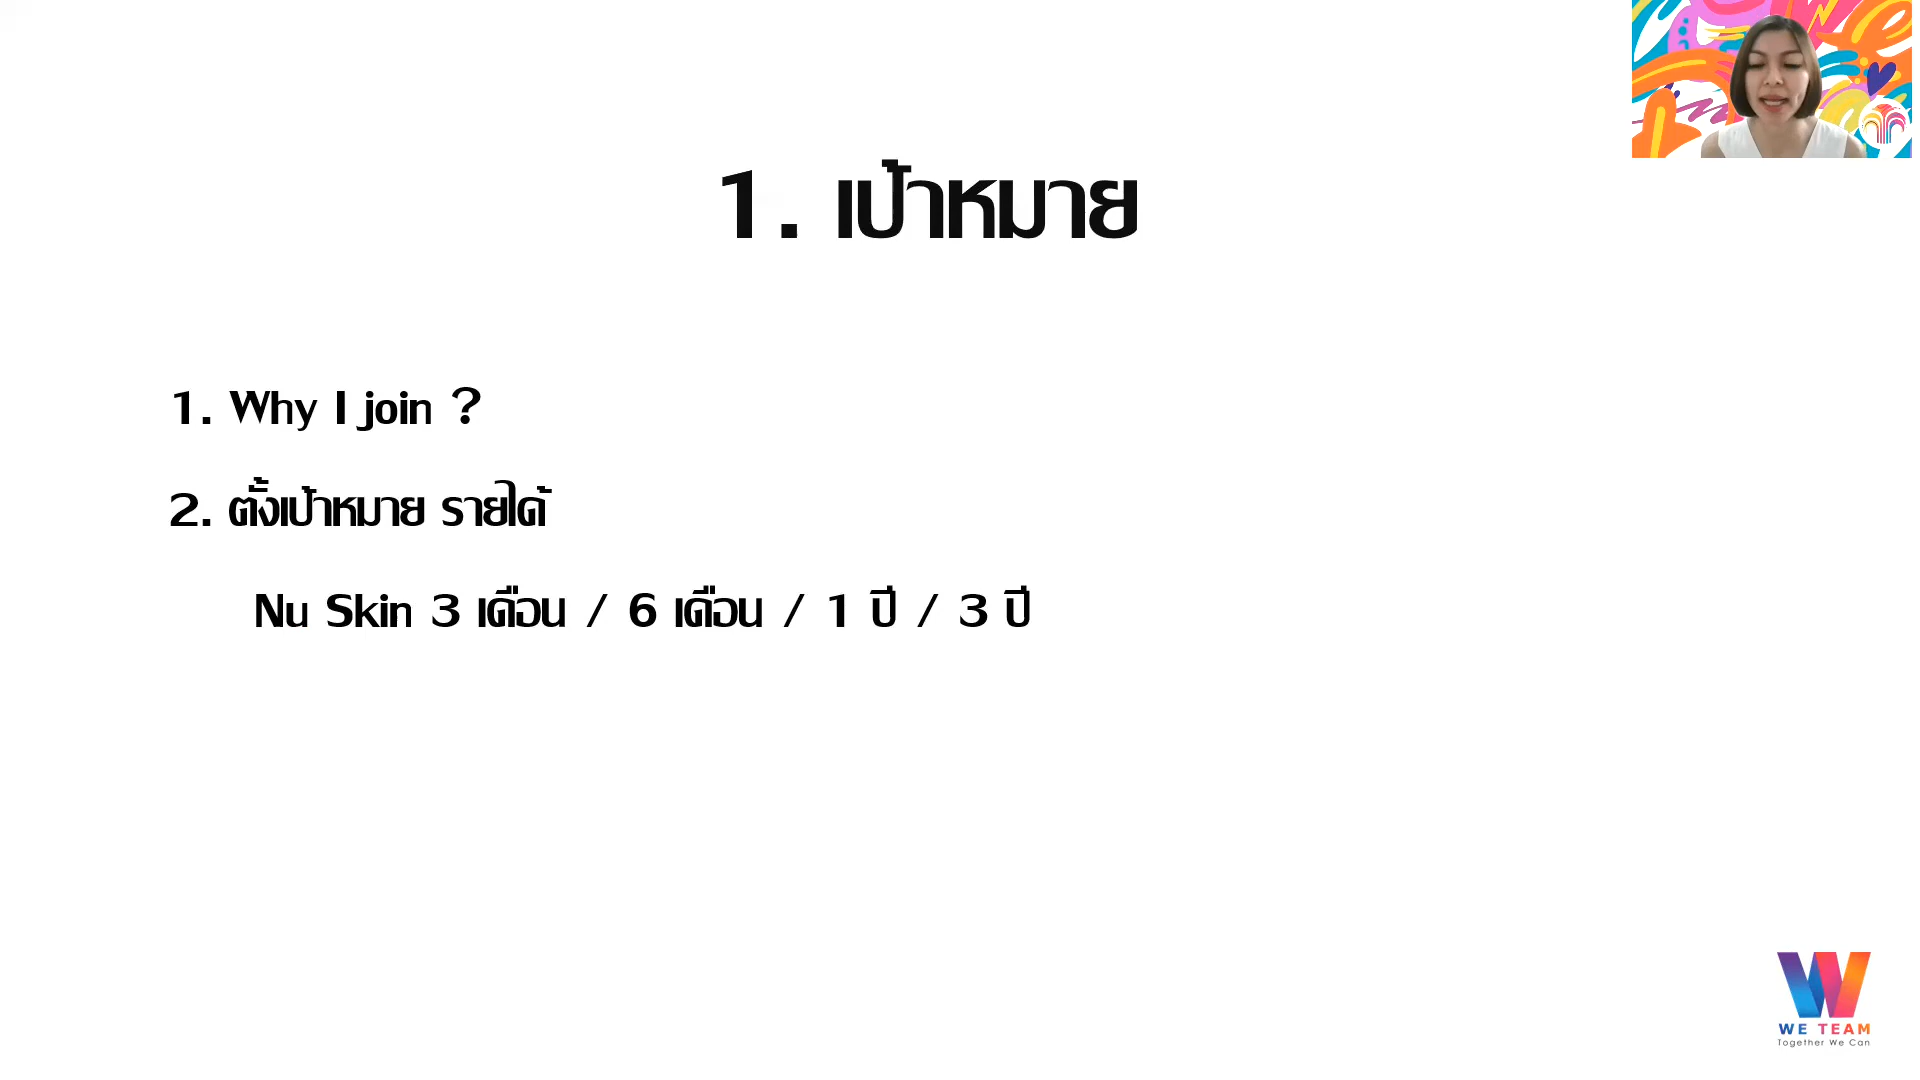 1. เป้าหมาย
1. Why I join ?
2. ตั้งเป้าหมาย รายได้
Nu Skin 3 เดือน / 6 เดือน / 1 ปี / 3 ปี
WE TEAM
Together We Can